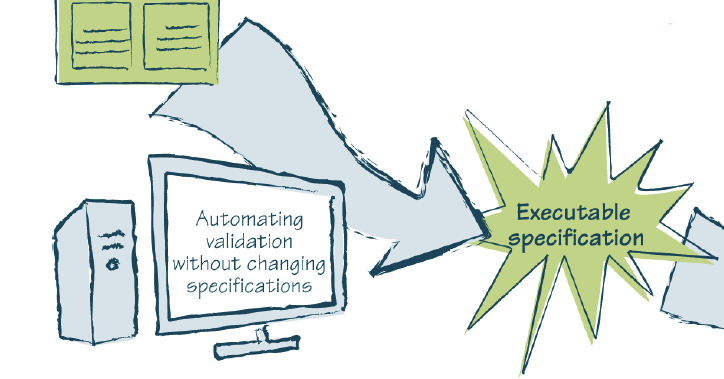 Automating
validation
without changing
specifications
Executable
specification